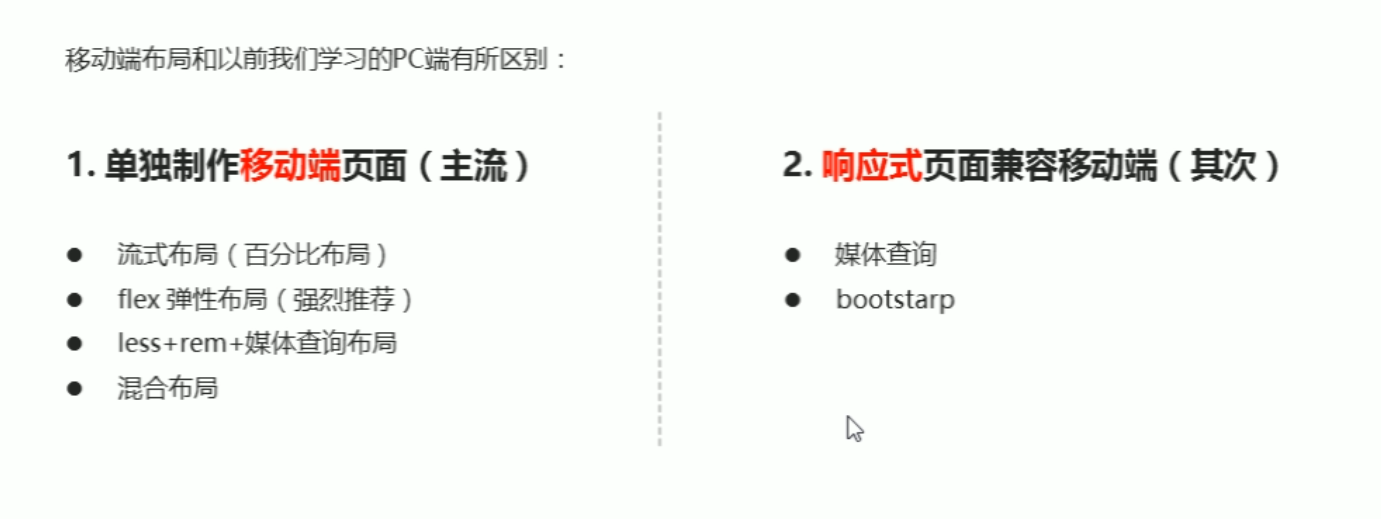 移动端布局和以前我们学习的PC端有所区别：
1. 单独制作移动端页面（主流）
● 流式布局（百分比布局）
● flex 弹性布局（强烈推荐）
● less+rem+媒体查询布局
● 混合布局
2. 响应式页面兼容移动端（其次）
● 媒体查询
● bootstarp